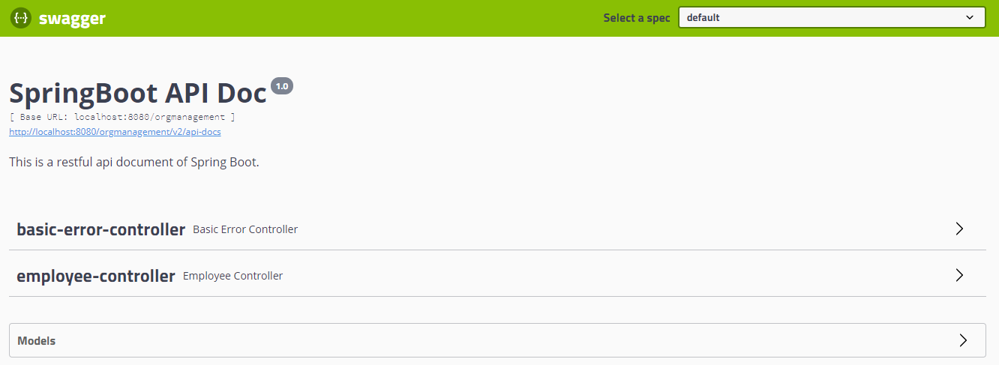 swagger
Select a spec default
SpringBoot API Doc 1.0
[ Base URL: localhost:8080/orgmanagement ]
http://localhost:8080/orgmanagement/v2/api-docs
This is a restful api document of Spring Boot.
basic-error-controller Basic Error Controller
employee-controller Employee Controller
Models